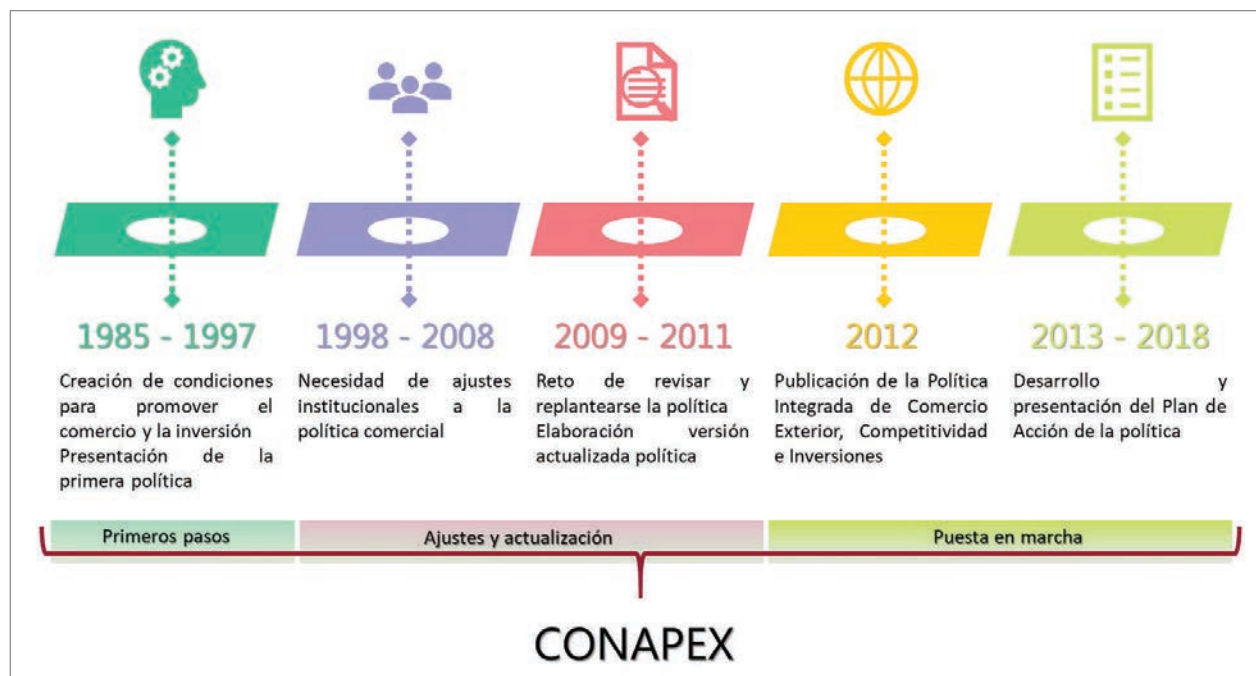 1985 - 1997
Creación de condiciones
para promover el
comercio y la inversión
Presentación de la
primera política
1998 - 2008
Necesidad de ajustes
institucionales a la
política comercial
2009 - 2011
Reto de revisar y
replantearse la política
Elaboración versión
actualizada política
2012
Publicación de la Política
Integrada de Comercio
Exterior, Competitividad
e Inversiones
2013 - 2018
Desarrollo y
presentación del Plan de
Acción de la política
Primeros pasos
Ajustes y actualización
Puesta en marcha
CONAPEX